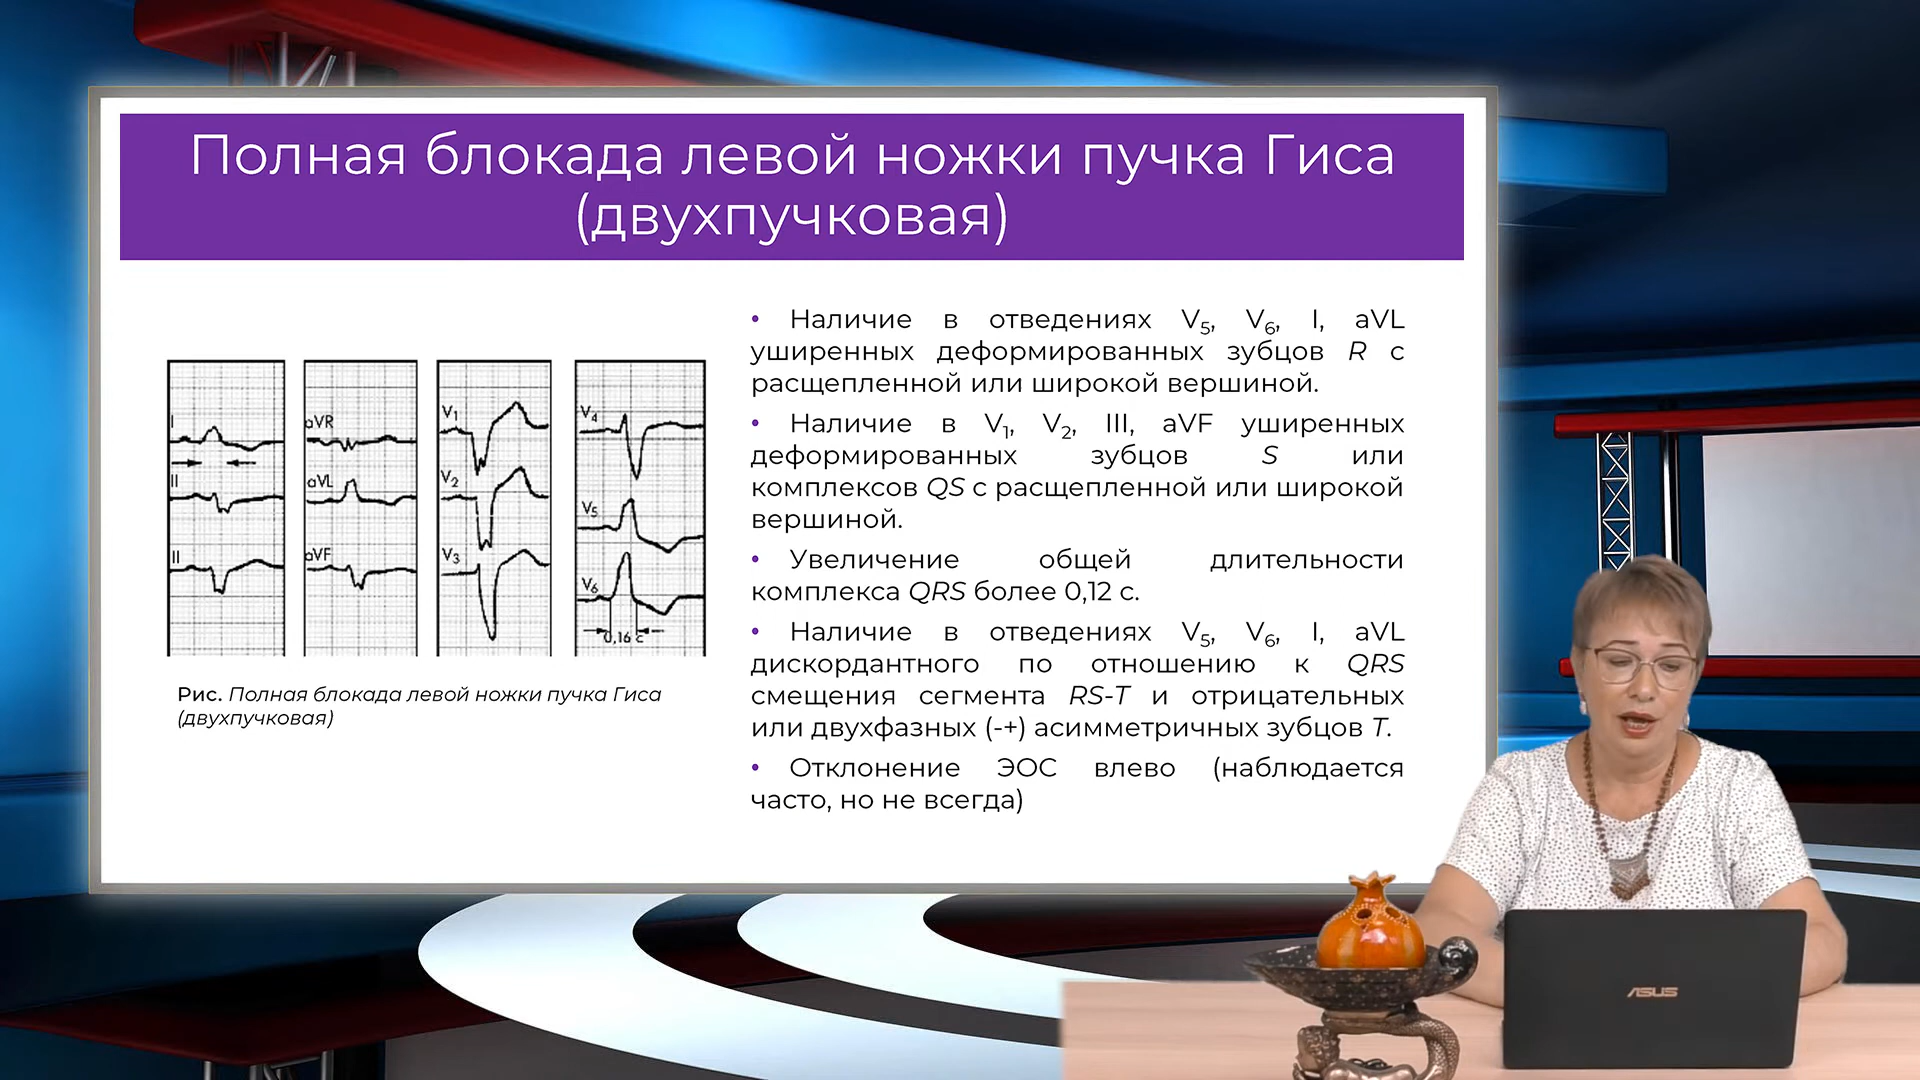 Полная блокада левой ножки пучка Гиса
(двухпучковая)
I
II
II
aVR
aVL
aVF
V1
V2
V3
V4
V5
V6
0,16 с
Рис. Полная блокада левой ножки пучка Гиса
(двухпучковая)
• Наличие в отведениях V5, V6, I, aVL
уширенных деформированных зубцов R с
расщепленной или широкой вершиной.
• Наличие в V1, V2, III, aVF уширенных
деформированных зубцов S или
комплексов QS с расщепленной или широкой
вершиной.
• Увеличение общей длительности
комплекса QRS более 0,12 с.
• Наличие в отведениях V5, V6, I, aVL
дискордантного по отношению к QRS
смещения сегмента RS-T и отрицательных
или двухфазных (-+) асимметричных зубцов T.
• Отклонение ЭОС влево (наблюдается
часто, но не всегда)
ASUS